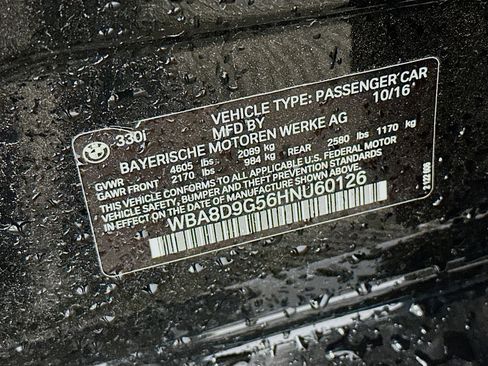 VEHICLE TYPE: PASSENGER CAR
330i MFD BY 10/16
BAYERISCHE MOTOREN WERKE AG
GVWR 4605 lbs 2089 kg
GAWR FRONT 2170 lbs 984 kg REAR 2580 lbs 1170 kg
THIS VEHICLE CONFORMS TO ALL APPLICABLE U.S. FEDERAL MOTOR
VEHICLE SAFETY, BUMPER, AND THEFT PREVENTION STANDARDS
IN EFFECT ON THE DATE OF MANUFACTURE SHOWN ABOVE.
WBA8D9G56HNU60126